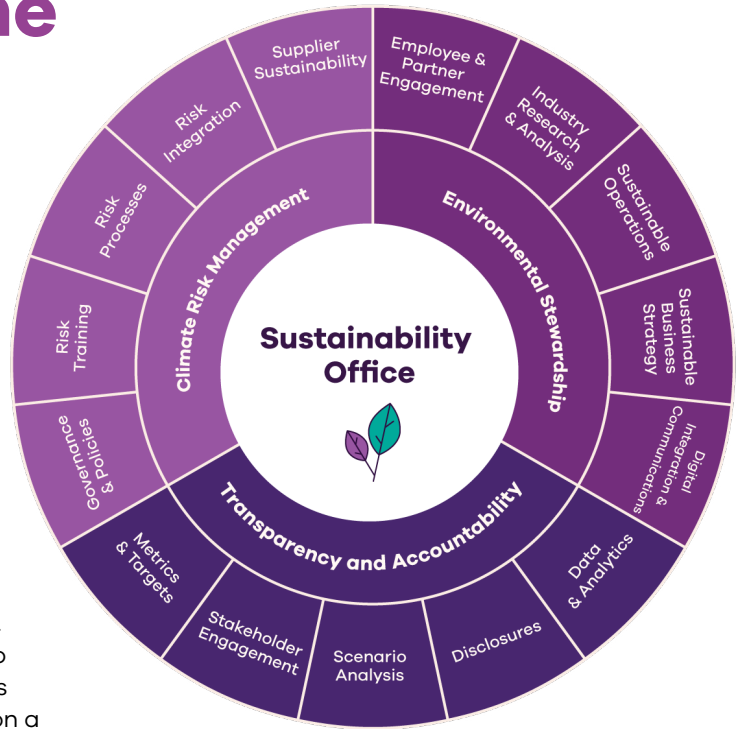 ne
Supplier
Sustainability
Employee &
Partner
Engagement
Industry
Research
& Analysis
Sustainable
Operations
Sustainable
Business
Strategy
Digital
Integration &
Communications
Data
& Analytics
Disclosures
Scenario
Analysis
Stakeholder
Engagement
Metrics
& Targets
Governance
& Policies
Risk
Training
Risk
Processes
Risk
Integration
Climate Risk Management
Environmental Stewardship
Transparency and Accountability
Sustainability
Office
s
on a